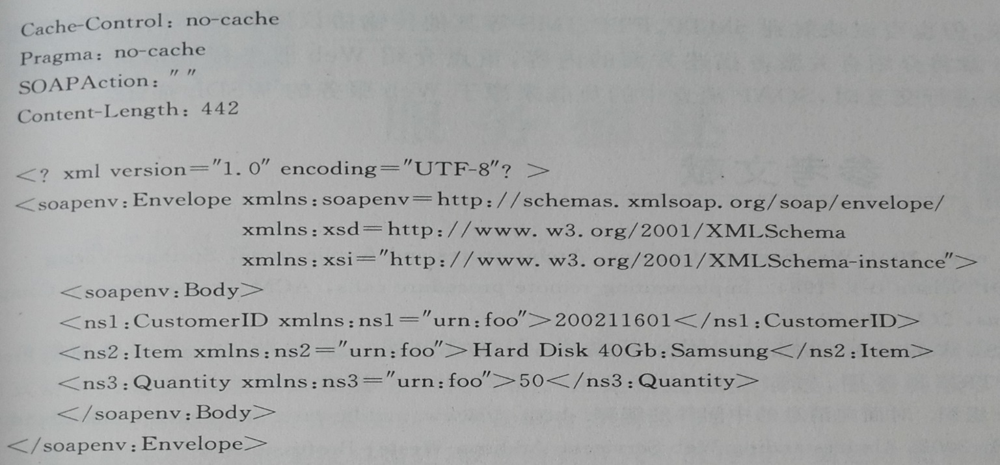 Cache-Control: no-cache
Pragma: no-cache
SOAPAction: " "
Content-Length: 442
<? xml version="1. 0" encoding="UTF-8"? >
<soapenv:Envelope xmlns:soapenv=http://schemas. xmlsoap. org/soap/envelope/
xmlns:xsd=http://www. w3. org/2001/XMLSchema
xmlns:xsi="http://www. w3. org/2001/XMLSchema-instance">
<soapenv:Body>
<ns1:CustomerID xmlns:ns1="urn:foo">200211601</ns1:CustomerID>
<ns2:Item xmlns:ns2="urn:foo">Hard Disk 40Gb:Samsung</ns2:Item>
<ns3:Quantity xmlns:ns3="urn:foo">50</ns3:Quantity>
</soapenv:Body>
</soapenv:Envelope>